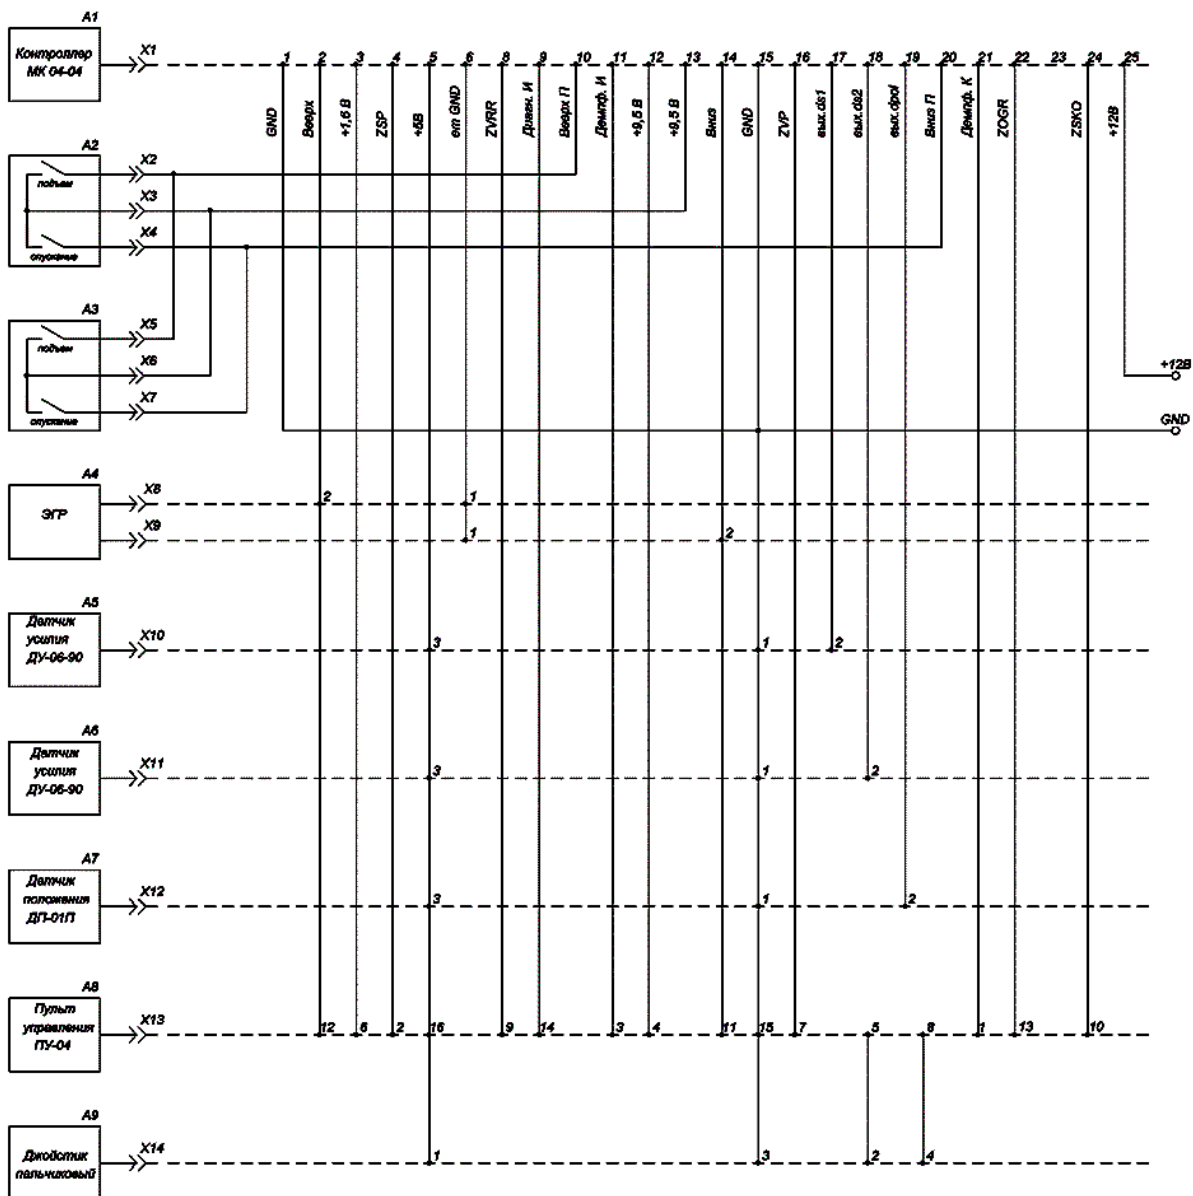 A1
Контроллер
МК 04-04
X1
1 2 3 4 5 6 8 9 10 11 12 13 14 15 16 17 18 19 20 21 22 23 24 25
GND
Вверх
+1,6 В
ZSP
+5В
em GND
ZVRR
Диагн. И
Вверх П
Демпф. И
+9,5 В
+9,5 В
Вниз
GND
ZVP
вых.ds1
вых.ds2
вых.dpol
Вниз П
Демпф. К
ZOGR
ZSKO
+12В
A2
подъем
опускание
X2
X3
X4
A3
подъем
опускание
X5
X6
X7
+12В
GND
A4
ЭГР
X8
2 1
X9
1 2
A5
Датчик
усилия
ДУ-06-90
X10
3 1 2
A6
Датчик
усилия
ДУ-06-90
X11
3 1 2
A7
Датчик
положения
ДП-01П
X12
3 1 2
A8
Пульт
управления
ПУ-04
X13
12 6 2 16 9 14 3 4 11 15 7 5 8 1 13 10
A9
Джойстик
пальчиковый
X14
1 3 2 4